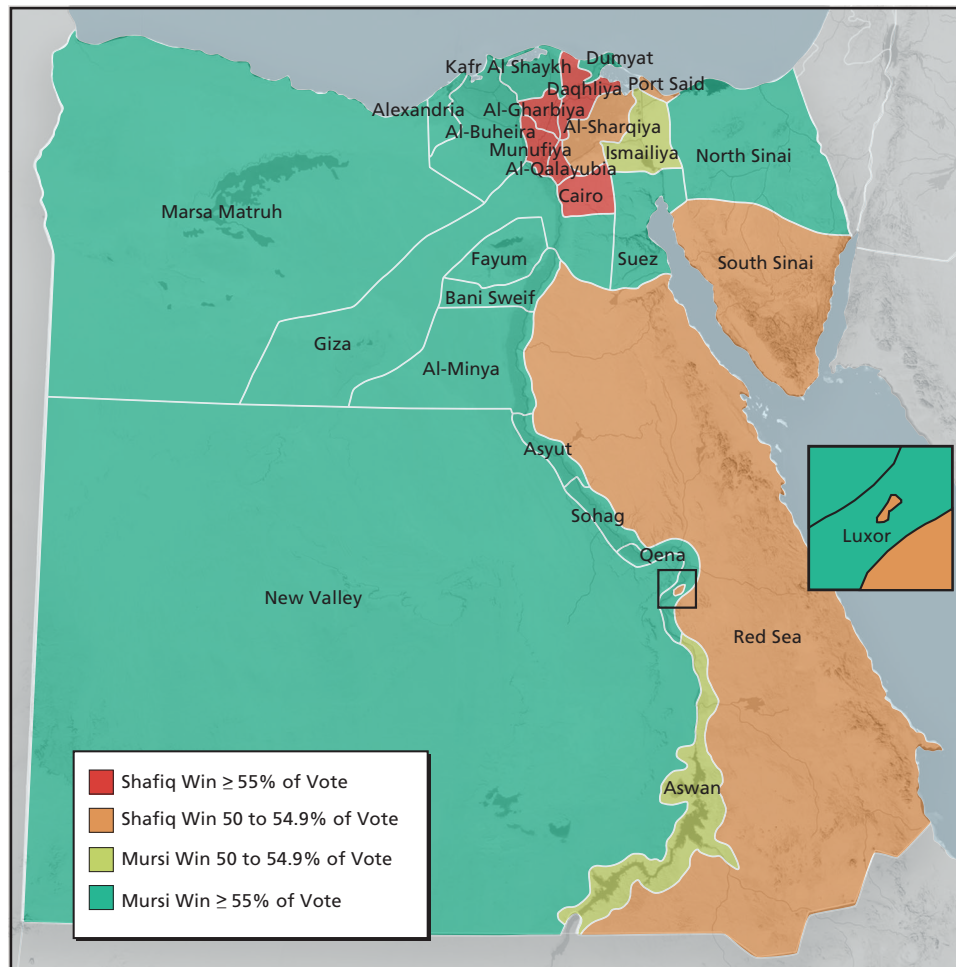 Dumyat
Kafr Al Shaykh
Port Said
Daqhliya
Alexandria
Al-Gharbiya
Al-Buheira
Al-Sharqiya
Munufiya
Ismailiya
North Sinai
Al-Qalayubia
Cairo
Marsa Matruh
Fayum
Suez
South Sinai
Bani Sweif
Giza
Al-Minya
Asyut
Sohag
Luxor
Qena
New Valley
Red Sea
Aswan
Shafiq Win ≥ 55% of Vote
Shafiq Win 50 to 54.9% of Vote
Mursi Win 50 to 54.9% of Vote
Mursi Win ≥ 55% of Vote